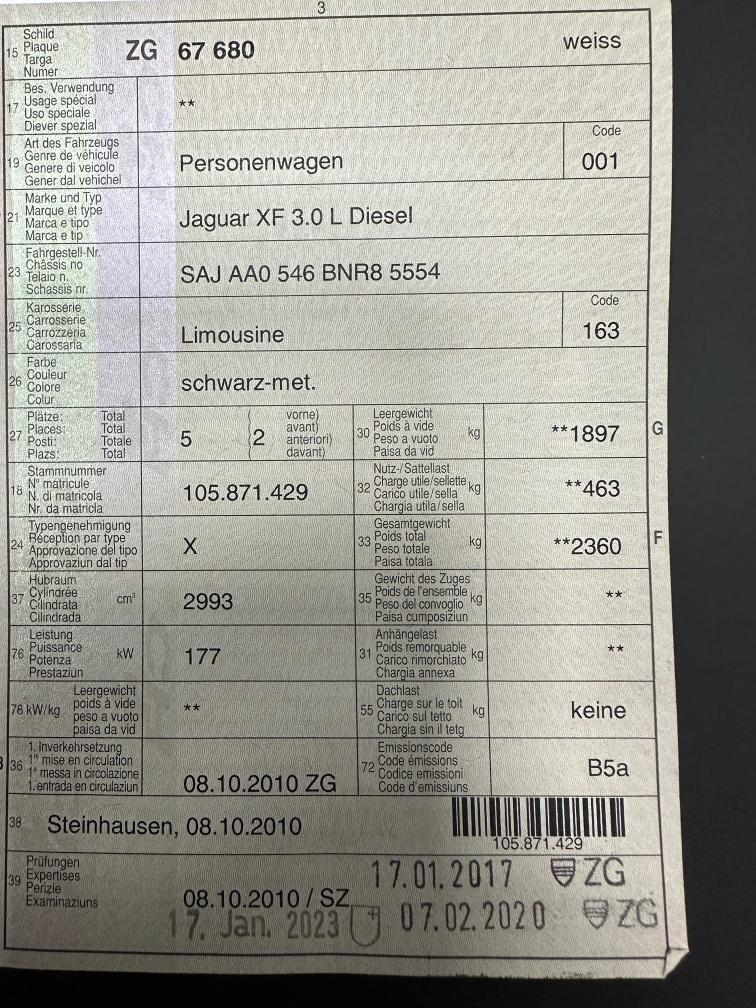 3
15 Schild
Plaque
Targa
Numer
ZG 67 680 weiss
17 Bes. Verwendung
Usage spécial
Uso speciale
Diever spezial
**
19 Art des Fahrzeugs
Genre de véhicule
Genere di veicolo
Gener dal vehichel
Personenwagen
Code
001
21 Marke und Typ
Marque et type
Marca e tipo
Marca e tip
Jaguar XF 3.0 L Diesel
23 Fahrgestell-Nr.
Châssis no
Telaio n.
Schassis nr.
SAJ AA0 546 BNR8 5554
25 Karosserie
Carrosserie
Carrozzeria
Carossaria
Limousine
Code
163
26 Farbe
Couleur
Colore
Colur
schwarz-met.
27 Plätze: Total
Places: Total
Posti: Totale
Plazs: Total
5 ( 2 vorne)
avant)
anteriori)
davant)
30 Leergewicht
Poids à vide
Peso a vuoto
Paisa da vid
kg
**1897
G
18 Stammnummer
N° matricule
N. di matricola
Nr. da matricla
105.871.429
32 Nutz-/Sattellast
Charge utile/sellette
Carico utile/sella
Chargia utila/sella
kg
**463
24 Typengenehmigung
Réception par type
Approvazione del tipo
Approvaziun dal tip
X
33 Gesamtgewicht
Poids total
Peso totale
Paisa totala
kg
**2360
F
37 Hubraum
Cylindrée
Cilindrata
Cilindrada
cm³
2993
35 Gewicht des Zuges
Poids de l'ensemble
Peso del convoglio
Paisa cumposiziun
kg
**
76 Leistung
Puissance
Potenza
Prestaziun
kW
177
31 Anhängelast
Poids remorquable
Carico rimorchiato
Chargia annexa
kg
**
78 kW/kg Leergewicht
poids à vide
peso a vuoto
paisa da vid
**
55 Dachlast
Charge sur le toit
Carico sul tetto
Chargia sin il tetg
kg
keine
36 1. Inverkehrsetzung
1re mise en circulation
1a messa in circolazione
1. entrada en circulaziun
08.10.2010 ZG
72 Emissionscode
Code émissions
Codice emissioni
Code d'emissiuns
B5a
38 Steinhausen, 08.10.2010
105.871.429
39 Prüfungen
Expertises
Perizie
Examinaziuns
17.01.2017 ZG
08.10.2010 / SZ
17. Jan. 2023 07.02.2020 ZG